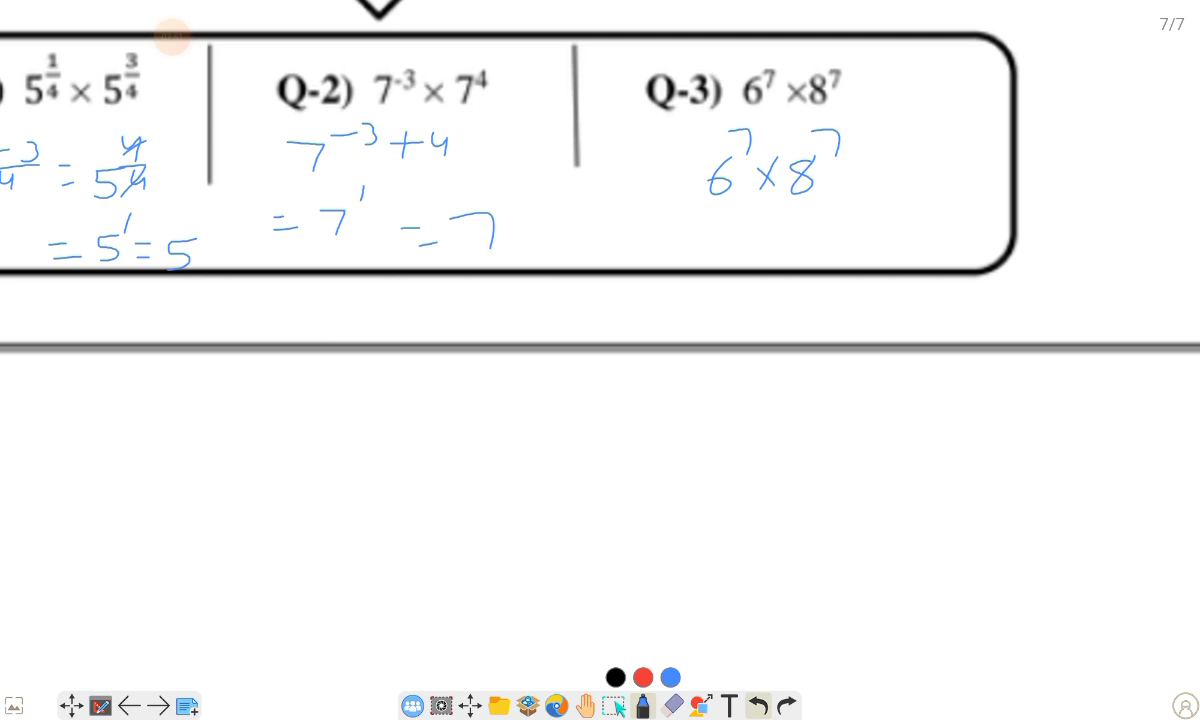 7/7
5^{1/4} × 5^{3/4}
Q-2) 7^{-3} × 7^4
Q-3) 6^7 ×8^7
= 5^{4/4}
= 5^1 = 5
7^{-3+4}
= 7^1 = 7
6^7 × 8^7
T